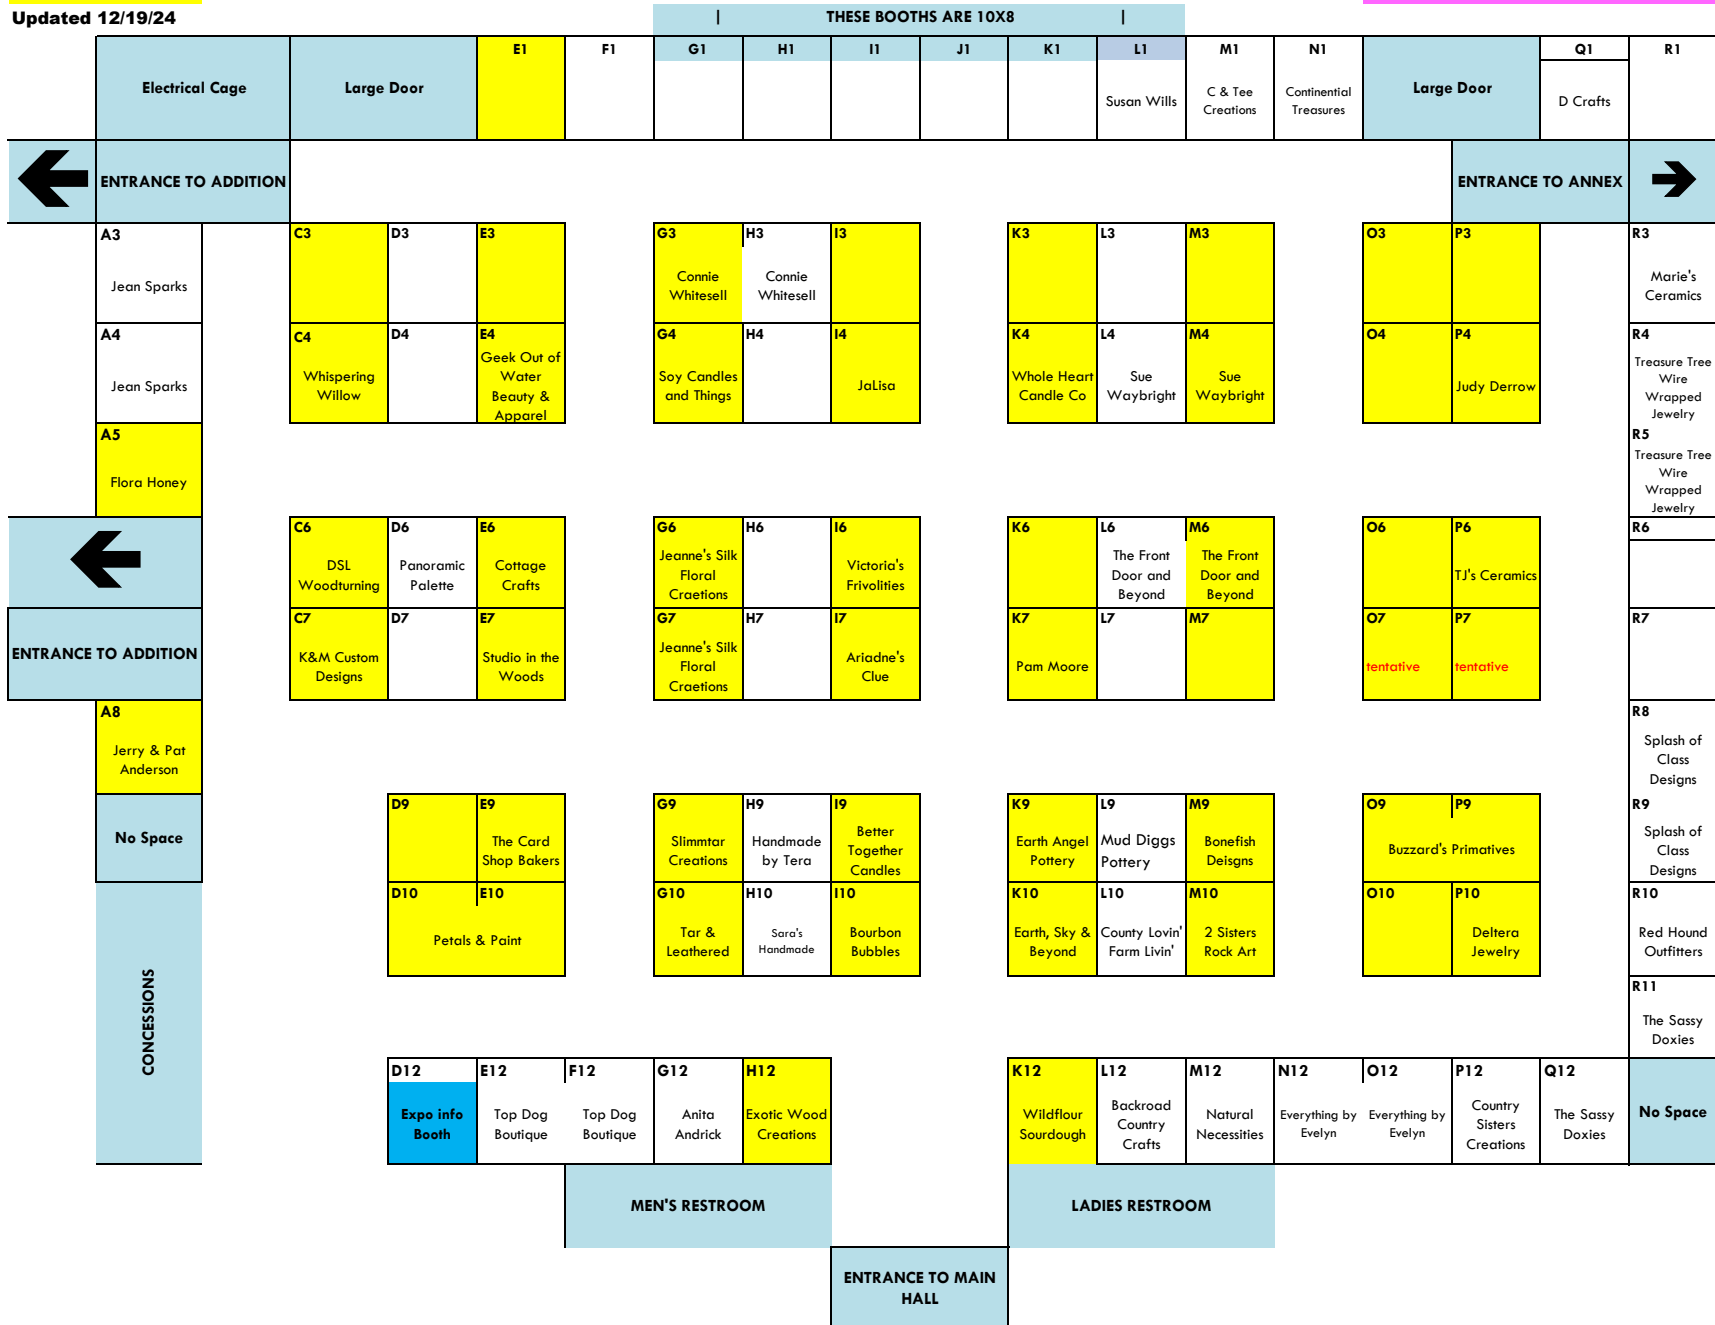 Updated 12/19/24
| THESE BOOTHS ARE 10X8 |
E1 F1 G1 H1 I1 J1 K1 L1 M1 N1 Q1 R1
Electrical Cage
Large Door
Susan Wills
C & Tee
Creations
Continential
Treasures
Large Door
D Crafts
ENTRANCE TO ADDITION
ENTRANCE TO ANNEX
A3
Jean Sparks
C3 D3 E3
G3
Connie
Whitesell
H3
Connie
Whitesell
I3
K3 L3 M3
O3 P3
R3
Marie's
Ceramics
A4
Jean Sparks
C4
Whispering
Willow
D4
E4
Geek Out of
Water
Beauty &
Apparel
G4
Soy Candles
and Things
H4
I4
JaLisa
K4
Whole Heart
Candle Co
L4
Sue
Waybright
M4
Sue
Waybright
O4
P4
Judy Derrow
R4
Treasure Tree
Wire
Wrapped
Jewelry
A5
Flora Honey
R5
Treasure Tree
Wire
Wrapped
Jewelry
C6
DSL
Woodturning
D6
Panoramic
Palette
E6
Cottage
Crafts
G6
Jeanne's Silk
Floral
Craetions
H6
I6
Victoria's
Frivolities
K6
L6
The Front
Door and
Beyond
M6
The Front
Door and
Beyond
O6
P6
TJ's Ceramics
R6
ENTRANCE TO ADDITION
C7
K&M Custom
Designs
D7
E7
Studio in the
Woods
G7
Jeanne's Silk
Floral
Craetions
H7
I7
Ariadne's
Clue
K7
Pam Moore
L7
M7
O7
tentative
P7
tentative
R7
A8
Jerry & Pat
Anderson
R8
Splash of
Class
Designs
No Space
D9
E9
The Card
Shop Bakers
G9
Slimmtar
Creations
H9
Handmade
by Tera
I9
Better
Together
Candles
K9
Earth Angel
Pottery
L9
Mud Diggs
Pottery
M9
Bonefish
Deisgns
O9 P9
Buzzard's Primatives
R9
Splash of
Class
Designs
CONCESSIONS
D10 E10
Petals & Paint
G10
Tar &
Leathered
H10
Sara's
Handmade
I10
Bourbon
Bubbles
K10
Earth, Sky &
Beyond
L10
County Lovin'
Farm Livin'
M10
2 Sisters
Rock Art
O10
P10
Deltera
Jewelry
R10
Red Hound
Outfitters
R11
The Sassy
Doxies
D12
Expo info
Booth
E12
Top Dog
Boutique
F12
Top Dog
Boutique
G12
Anita
Andrick
H12
Exotic Wood
Creations
K12
Wildflour
Sourdough
L12
Backroad
Country
Crafts
M12
Natural
Necessities
N12
Everything by
Evelyn
O12
Everything by
Evelyn
P12
Country
Sisters
Creations
Q12
The Sassy
Doxies
No Space
MEN'S RESTROOM
LADIES RESTROOM
ENTRANCE TO MAIN
HALL